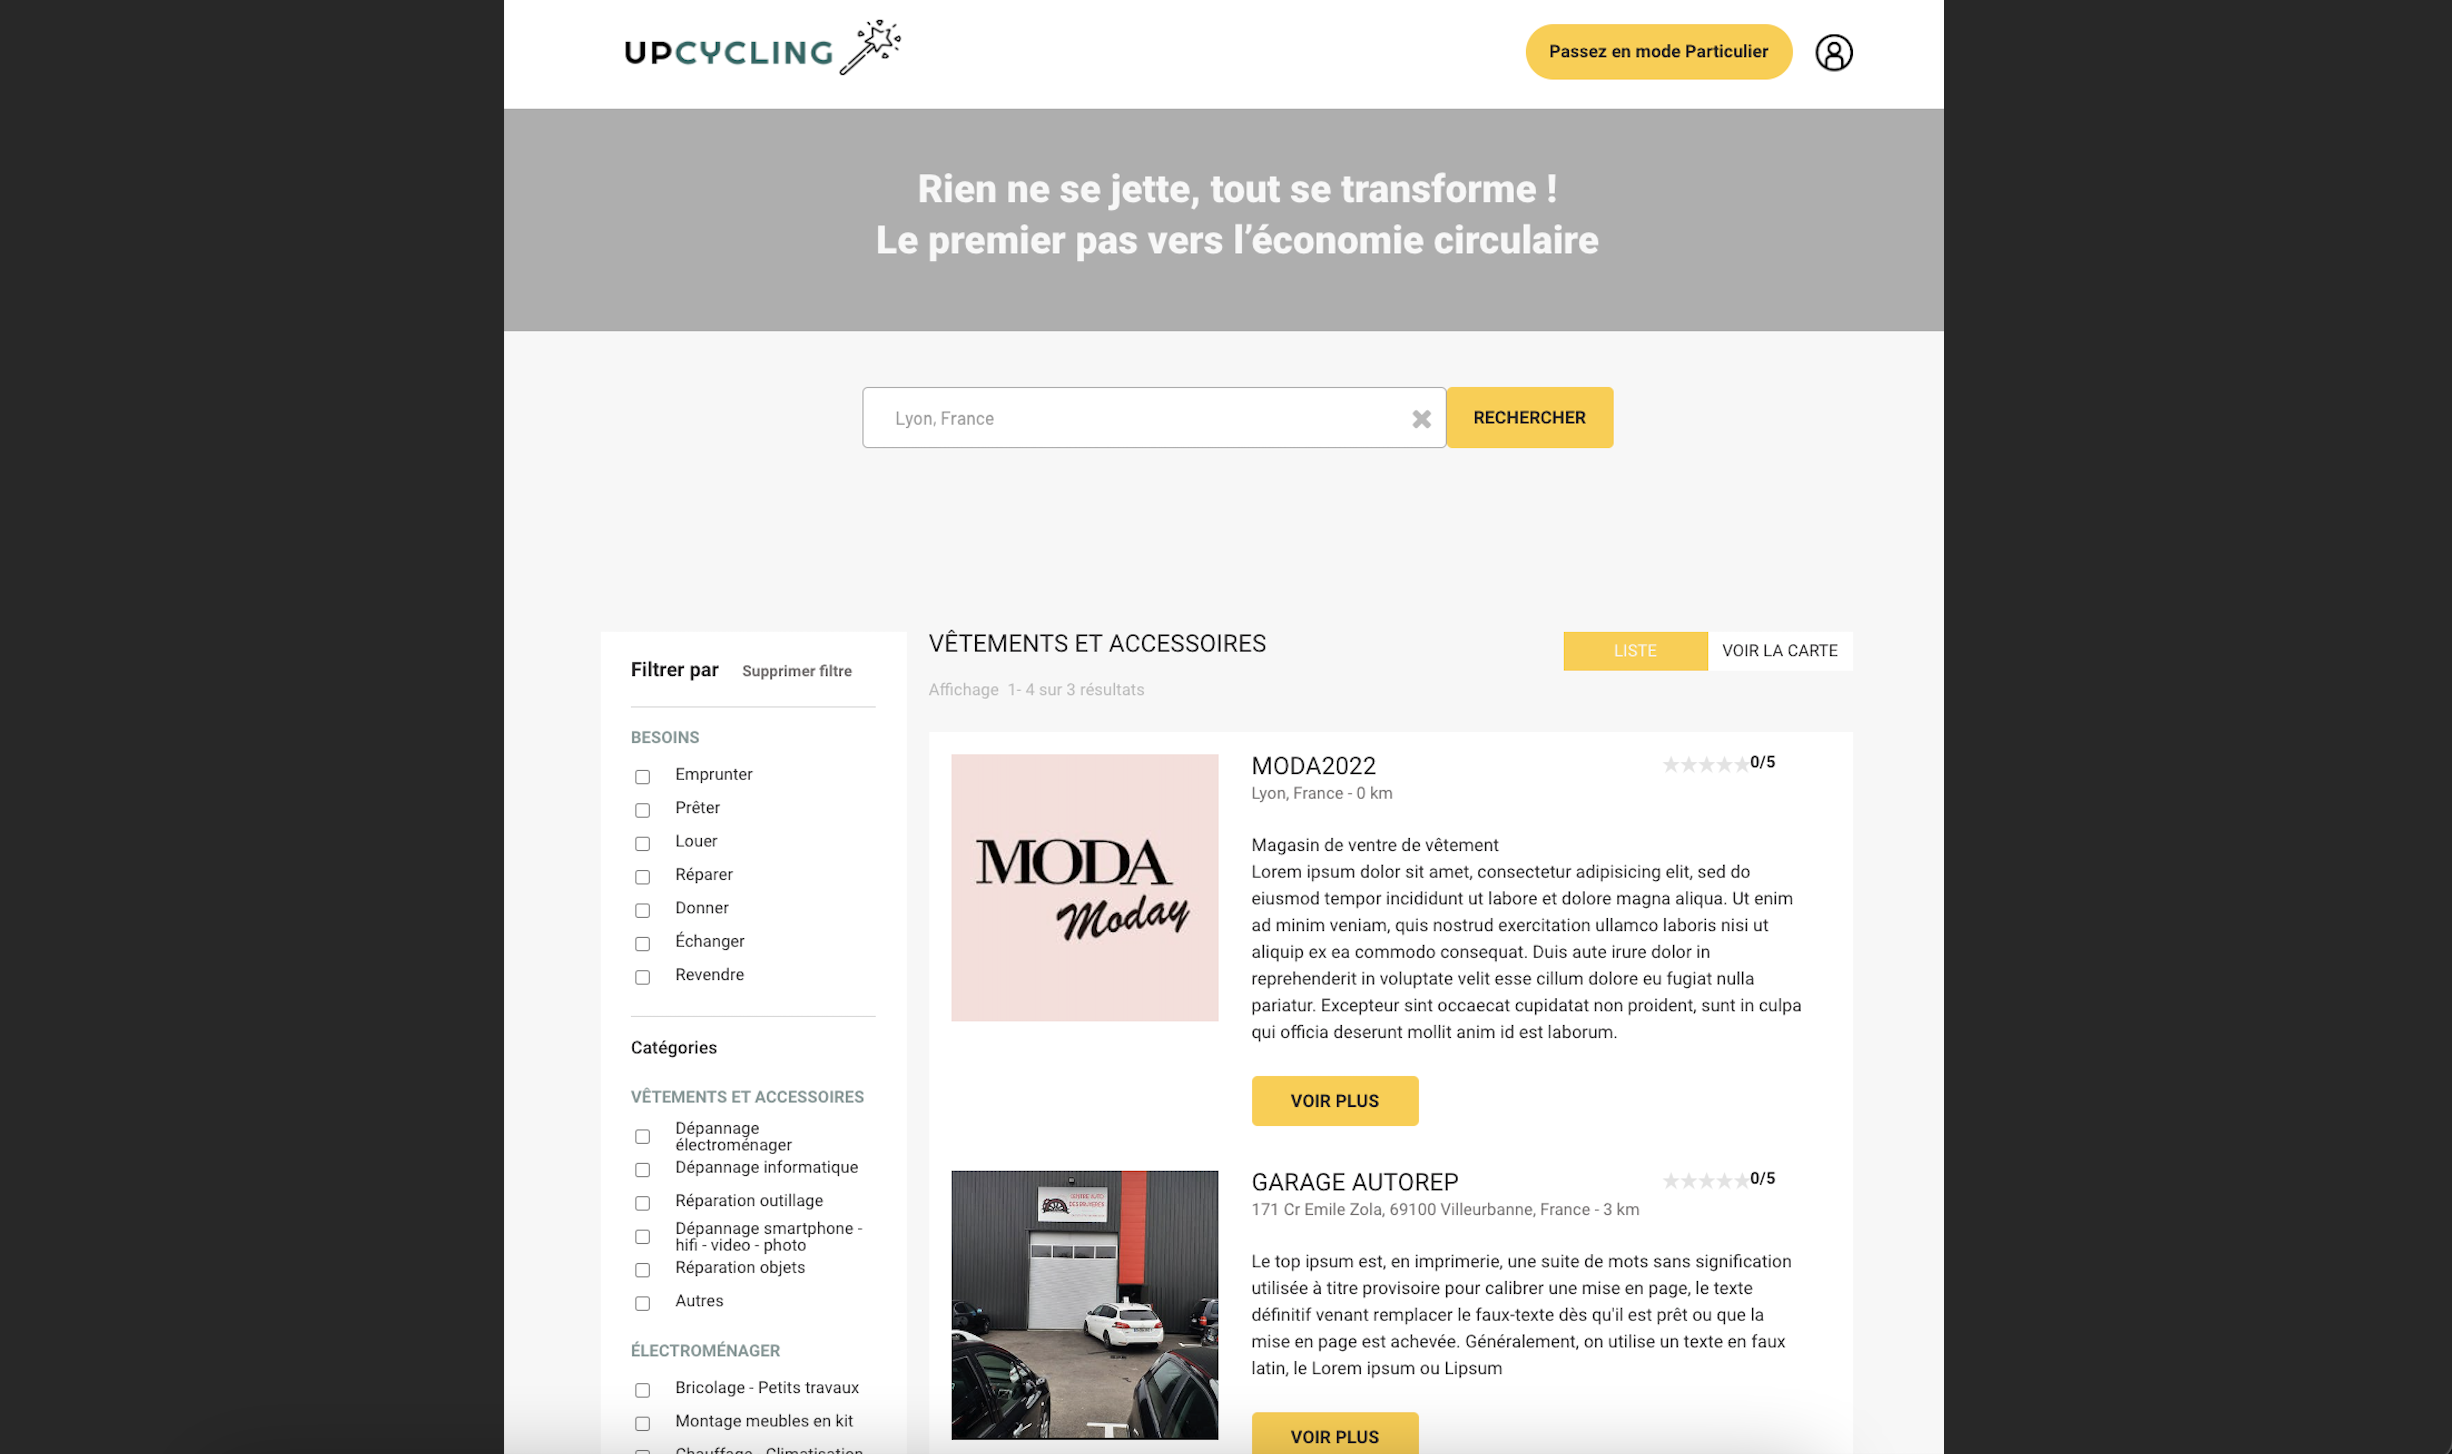 UPCYCLING
Passez en mode Particulier
Rien ne se jette, tout se transforme !
Le premier pas vers l’économie circulaire
Lyon, France
RECHERCHER
Filtrer par
Supprimer filtre
BESOINS
Emprunter
Prêter
Louer
Réparer
Donner
Échanger
Revendre
Catégories
VÊTEMENTS ET ACCESSOIRES
Dépannage
électroménager
Dépannage informatique
Réparation outillage
Dépannage smartphone -
hifi - video - photo
Réparation objets
Autres
ÉLECTROMÉNAGER
Bricolage - Petits travaux
Montage meubles en kit
Chauffage - Climatisation
VÊTEMENTS ET ACCESSOIRES
LISTE
VOIR LA CARTE
Affichage 1- 4 sur 3 résultats
MODA
Moday
MODA2022
0/5
Lyon, France - 0 km
Magasin de ventre de vêtement
Lorem ipsum dolor sit amet, consectetur adipisicing elit, sed do
eiusmod tempor incididunt ut labore et dolore magna aliqua. Ut enim
ad minim veniam, quis nostrud exercitation ullamco laboris nisi ut
aliquip ex ea commodo consequat. Duis aute irure dolor in
reprehenderit in voluptate velit esse cillum dolore eu fugiat nulla
pariatur. Excepteur sint occaecat cupidatat non proident, sunt in culpa
qui officia deserunt mollit anim id est laborum.
VOIR PLUS
GARAGE AUTOREP
0/5
171 Cr Emile Zola, 69100 Villeurbanne, France - 3 km
Le top ipsum est, en imprimerie, une suite de mots sans signification
utilisée à titre provisoire pour calibrer une mise en page, le texte
définitif venant remplacer le faux-texte dès qu'il est prêt ou que la
mise en page est achevée. Généralement, on utilise un texte en faux
latin, le Lorem ipsum ou Lipsum
VOIR PLUS